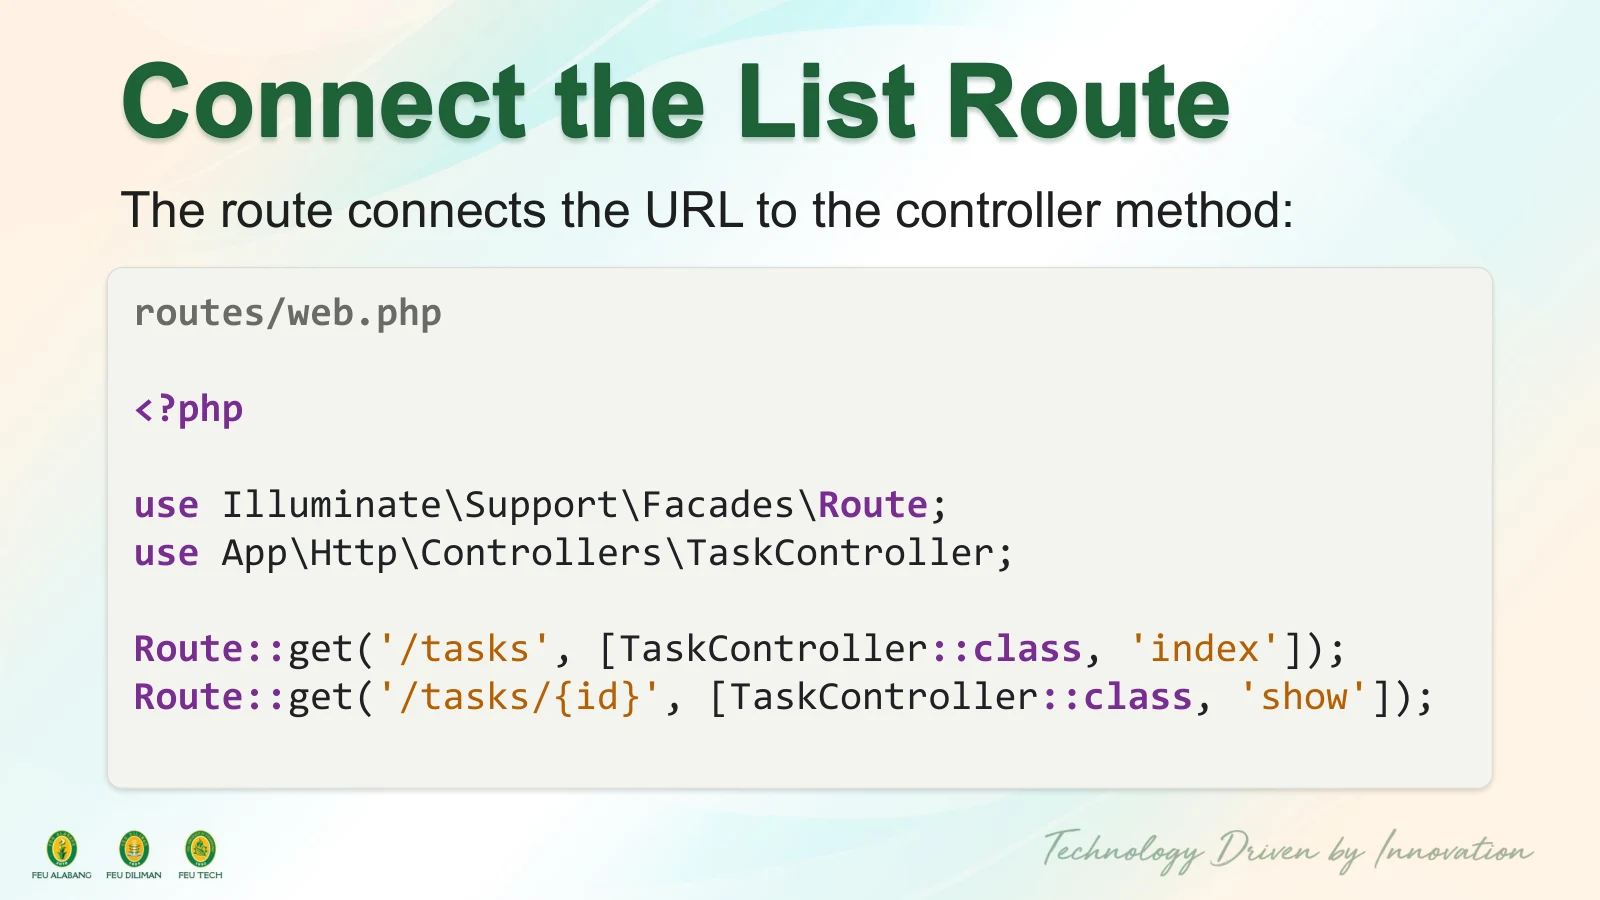 Connect the List Route
The route connects the URL to the controller method:
routes/web.php
<?php
use Illuminate\Support\Facades\Route;
use App\Http\Controllers\TaskController;
Route::get('/tasks', [TaskController::class, 'index']);
Route::get('/tasks/{id}', [TaskController::class, 'show']);
FEU ALABANG FEU DILIMAN FEU TECH
Technology Driven by Innovation